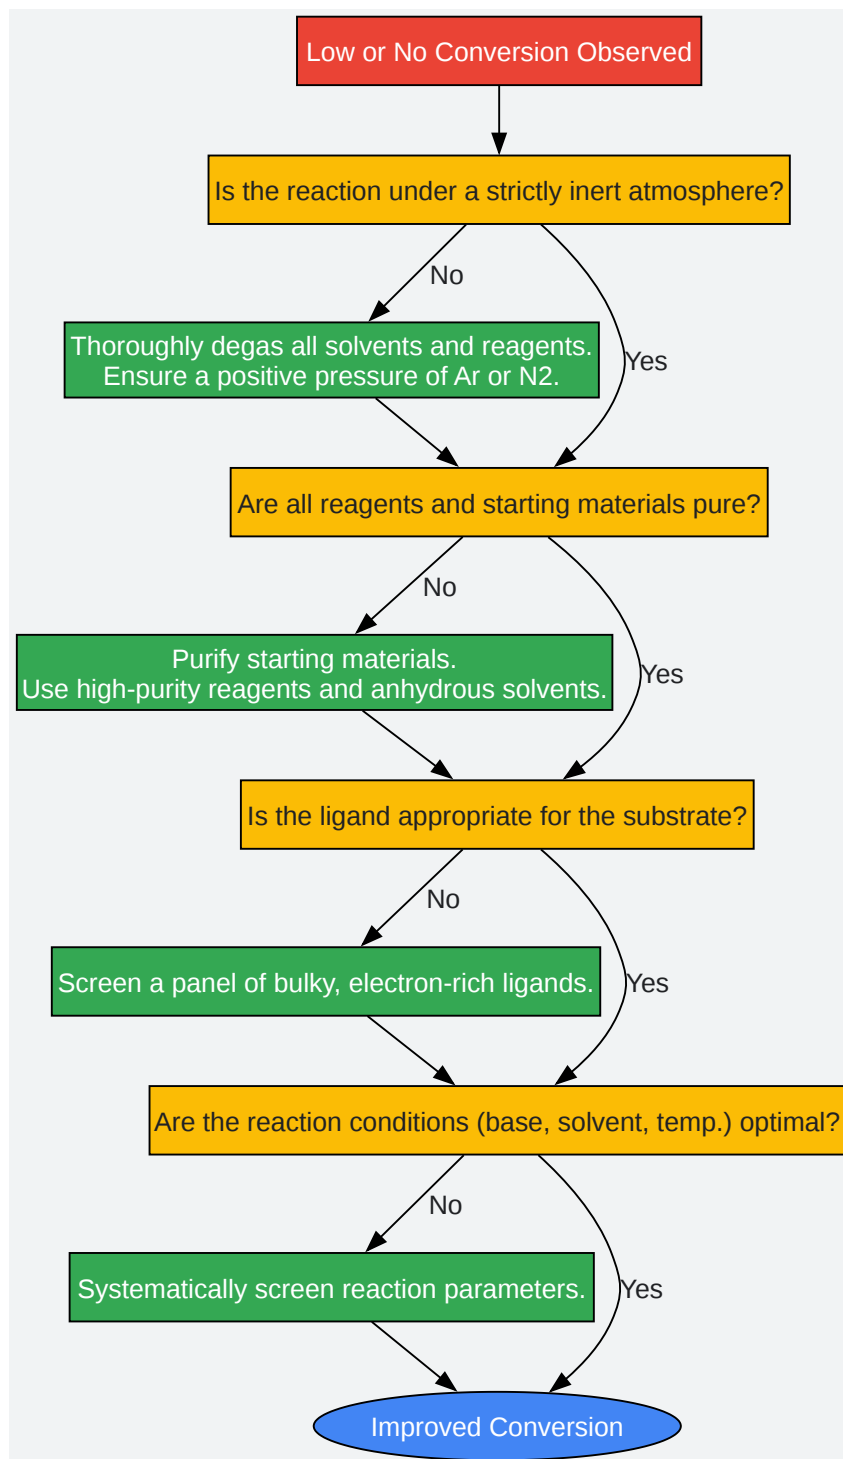 Low or No Conversion Observed
Is the reaction under a strictly inert atmosphere?
No
Thoroughly degas all solvents and reagents.
Ensure a positive pressure of Ar or N2.
Yes
Are all reagents and starting materials pure?
No
Purify starting materials.
Use high-purity reagents and anhydrous solvents.
Yes
Is the ligand appropriate for the substrate?
No
Screen a panel of bulky, electron-rich ligands.
Yes
Are the reaction conditions (base, solvent, temp.) optimal?
No
Systematically screen reaction parameters.
Yes
Improved Conversion